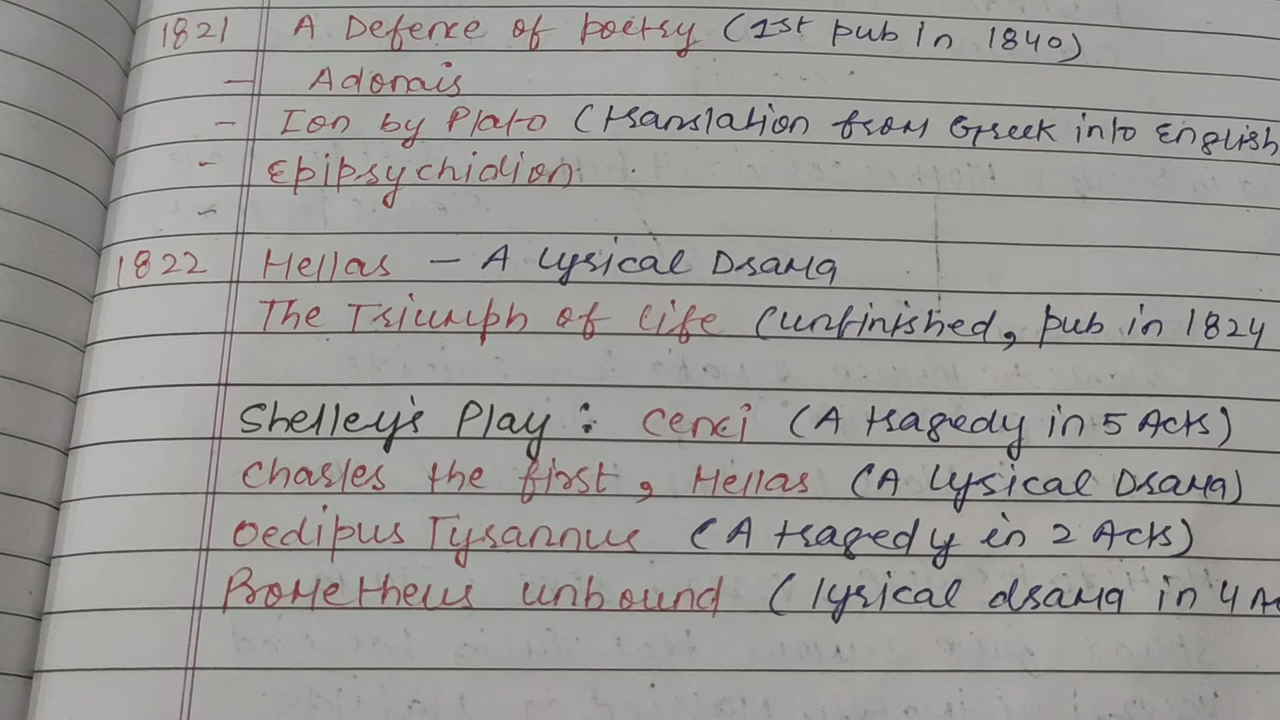 1821 A Defence of poetry (1st pub in 1840)
- Adonais
- Ion by Plato (translation from Greek into English
- Epipsychidion
-
1822 Hellas - A Lyrical Drama
The Triumph of life (unfinished, pub in 1824
Shelley's Play : Cenci (A tragedy in 5 Acts)
Charles the first, Hellas (A Lyrical Drama)
Oedipus Tyrannus (A tragedy in 2 Acts)
Prometheus unbound (lyrical drama in 4 Ac